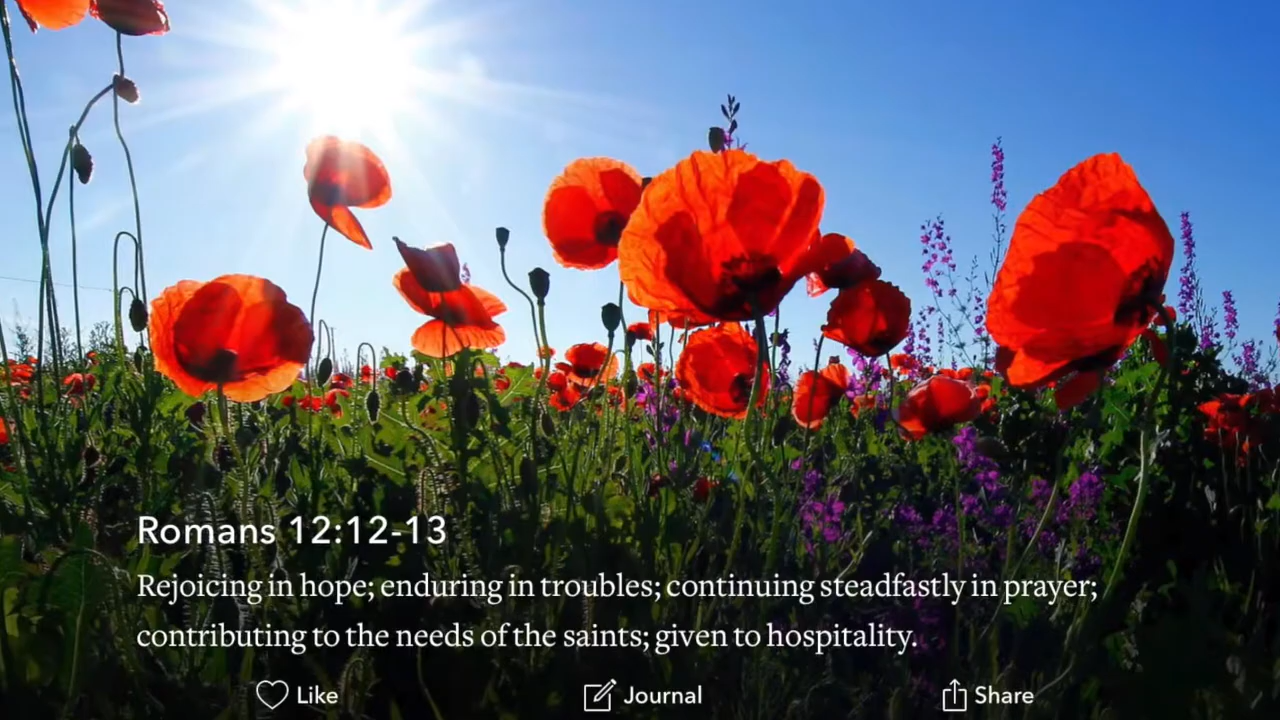 Romans 12:12-13
Rejoicing in hope; enduring in troubles; continuing steadfastly in prayer;
contributing to the needs of the saints; given to hospitality.
Like Journal Share